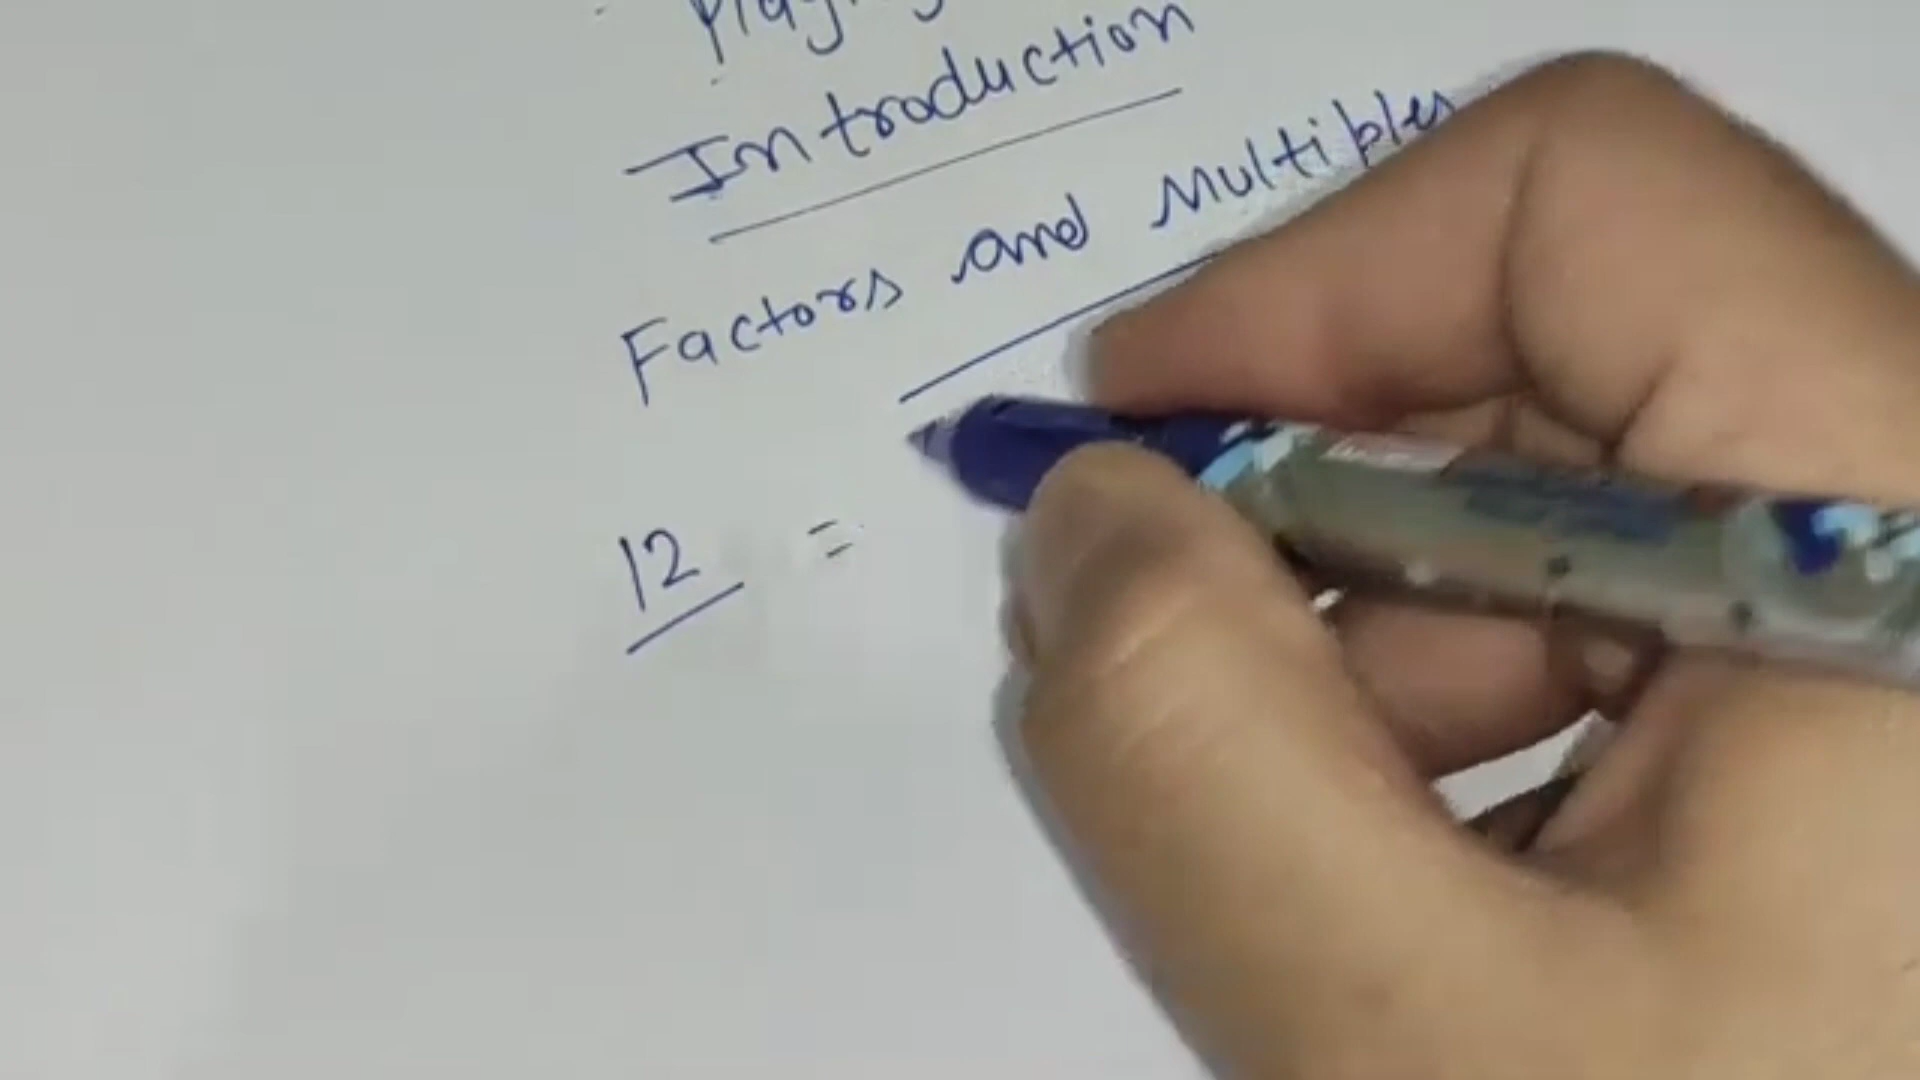 Introduction
Factors and Multiples
12 =